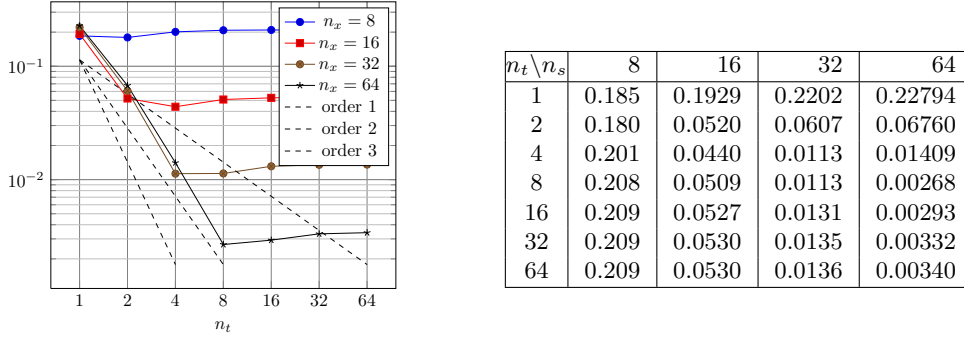 10^{-1}
10^{-2}
n_x = 8
n_x = 16
n_x = 32
n_x = 64
order 1
order 2
order 3
1 2 4 8 16 32 64
n_t
n_t\n_s 8 16 32 64
1 0.185 0.1929 0.2202 0.22794
2 0.180 0.0520 0.0607 0.06760
4 0.201 0.0440 0.0113 0.01409
8 0.208 0.0509 0.0113 0.00268
16 0.209 0.0527 0.0131 0.00293
32 0.209 0.0530 0.0135 0.00332
64 0.209 0.0530 0.0136 0.00340